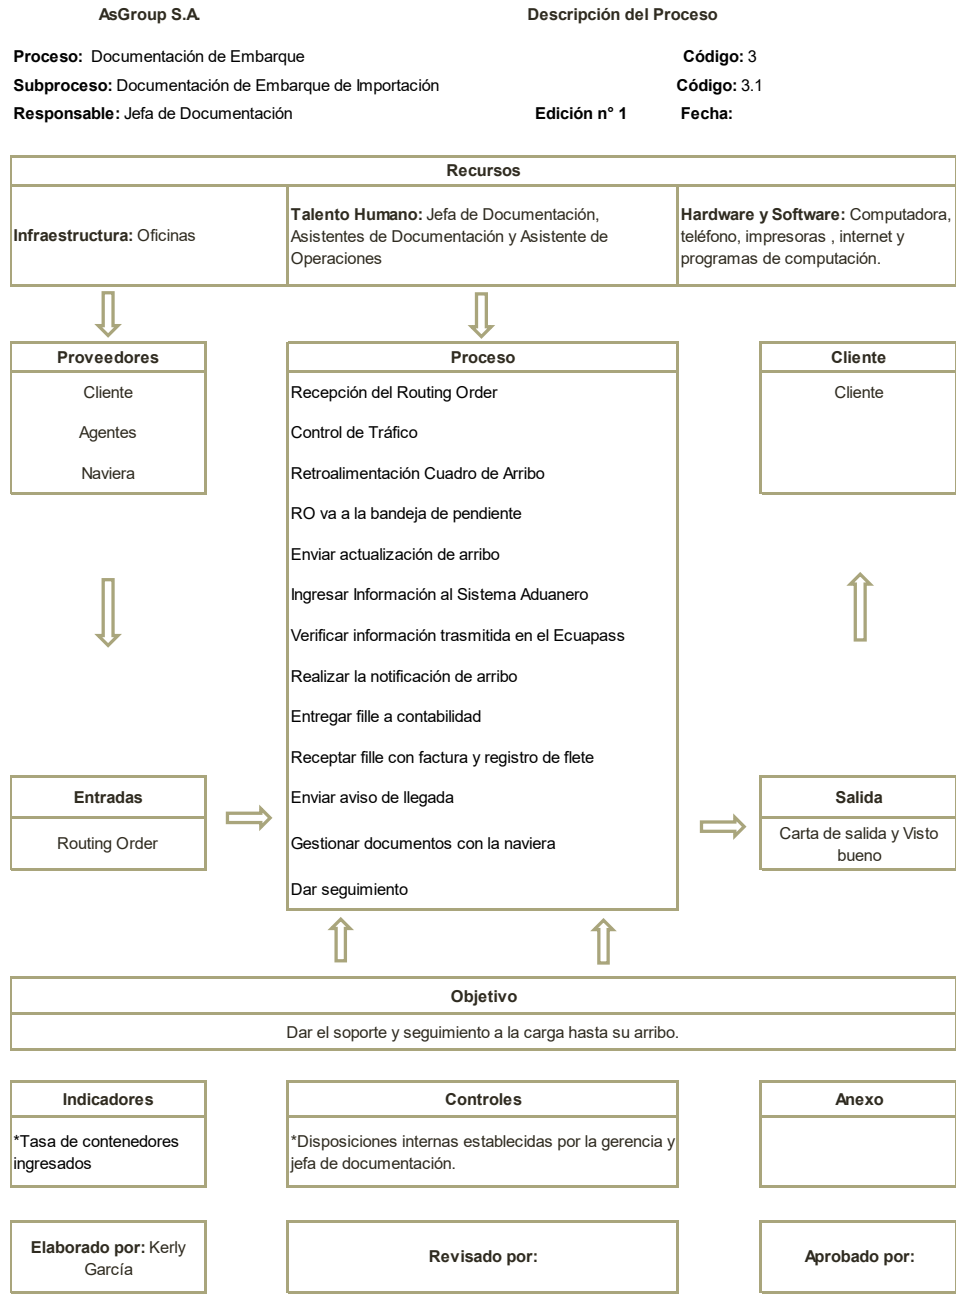 AsGroup S.A.
Descripción del Proceso
Proceso: Documentación de Embarque
Código: 3
Subproceso: Documentación de Embarque de Importación
Código: 3.1
Responsable: Jefa de Documentación
Edición n° 1
Fecha:
Recursos
Infraestructura: Oficinas
Talento Humano: Jefa de Documentación,
Asistentes de Documentación y Asistente de
Operaciones
Hardware y Software: Computadora,
teléfono, impresoras , internet y
programas de computación.
Proveedores
Cliente
Agentes
Naviera
Proceso
Recepción del Routing Order
Control de Tráfico
Retroalimentación Cuadro de Arribo
RO va a la bandeja de pendiente
Enviar actualización de arribo
Ingresar Información al Sistema Aduanero
Verificar información trasmitida en el Ecuapass
Realizar la notificación de arribo
Entregar fille a contabilidad
Receptar fille con factura y registro de flete
Enviar aviso de llegada
Gestionar documentos con la naviera
Dar seguimiento
Cliente
Cliente
Entradas
Routing Order
Salida
Carta de salida y Visto
bueno
Objetivo
Dar el soporte y seguimiento a la carga hasta su arribo.
Indicadores
*Tasa de contenedores
ingresados
Controles
*Disposiciones internas establecidas por la gerencia y
jefa de documentación.
Anexo
Elaborado por: Kerly
García
Revisado por:
Aprobado por: